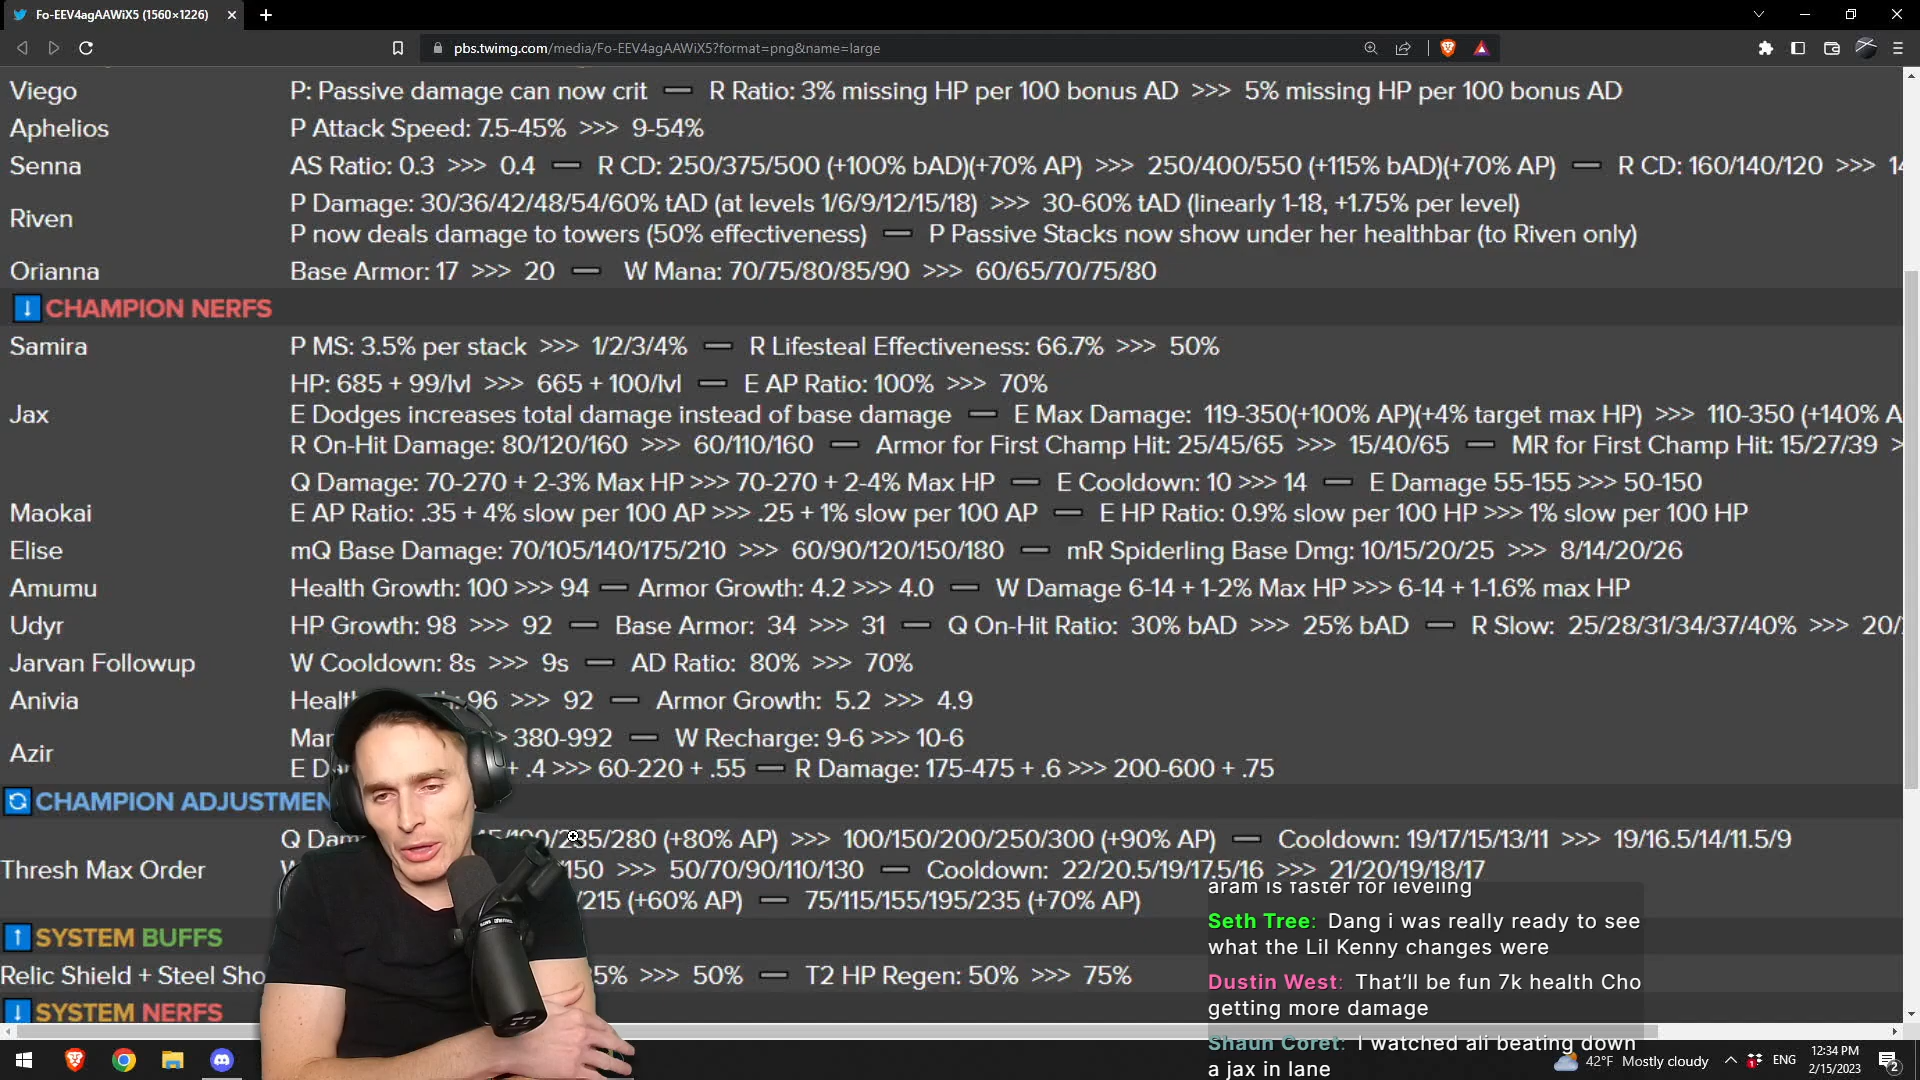 Fo-EEV4agAAWiX5 (1560×1226)
pbs.twimg.com/media/Fo-EEV4agAAWiX5?format=png&name=large
Viego P: Passive damage can now crit — R Ratio: 3% missing HP per 100 bonus AD >>> 5% missing HP per 100 bonus AD
Aphelios P Attack Speed: 7.5-45% >>> 9-54%
Senna AS Ratio: 0.3 >>> 0.4 — R CD: 250/375/500 (+100% bAD)(+70% AP) >>> 250/400/550 (+115% bAD)(+70% AP) — R CD: 160/140/120 >>> 14
Riven P Damage: 30/36/42/48/54/60% tAD (at levels 1/6/9/12/15/18) >>> 30-60% tAD (linearly 1-18, +1.75% per level)
P now deals damage to towers (50% effectiveness) — P Passive Stacks now show under her healthbar (to Riven only)
Orianna Base Armor: 17 >>> 20 — W Mana: 70/75/80/85/90 >>> 60/65/70/75/80
CHAMPION NERFS
Samira P MS: 3.5% per stack >>> 1/2/3/4% — R Lifesteal Effectiveness: 66.7% >>> 50%
HP: 685 + 99/lvl >>> 665 + 100/lvl — E AP Ratio: 100% >>> 70%
Jax E Dodges increases total damage instead of base damage — E Max Damage: 119-350(+100% AP)(+4% target max HP) >>> 110-350 (+140% A
R On-Hit Damage: 80/120/160 >>> 60/110/160 — Armor for First Champ Hit: 25/45/65 >>> 15/40/65 — MR for First Champ Hit: 15/27/39 >
Q Damage: 70-270 + 2-3% Max HP >>> 70-270 + 2-4% Max HP — E Cooldown: 10 >>> 14 — E Damage 55-155 >>> 50-150
Maokai E AP Ratio: .35 + 4% slow per 100 AP >>> .25 + 1% slow per 100 AP — E HP Ratio: 0.9% slow per 100 HP >>> 1% slow per 100 HP
Elise mQ Base Damage: 70/105/140/175/210 >>> 60/90/120/150/180 — mR Spiderling Base Dmg: 10/15/20/25 >>> 8/14/20/26
Amumu Health Growth: 100 >>> 94 — Armor Growth: 4.2 >>> 4.0 — W Damage 6-14 + 1-2% Max HP >>> 6-14 + 1-1.6% max HP
Udyr HP Growth: 98 >>> 92 — Base Armor: 34 >>> 31 — Q On-Hit Ratio: 30% bAD >>> 25% bAD — R Slow: 25/28/31/34/37/40% >>> 20/
Jarvan Followup W Cooldown: 8s >>> 9s — AD Ratio: 80% >>> 70%
Anivia 96 >>> 92 — Armor Growth: 5.2 >>> 4.9
Azir 380-992 — W Recharge: 9-6 >>> 10-6
+ .4 >>> 60-220 + .55 — R Damage: 175-475 + .6 >>> 200-600 + .75
CHAMPION ADJUSTMEN
Q Dam /280 (+80% AP) >>> 100/150/200/250/300 (+90% AP) — Cooldown: 19/17/15/13/11 >>> 19/16.5/14/11.5/9
Thresh Max Order /150 >>> 50/70/90/110/130 — Cooldown: 22/20.5/19/17.5/16 >>> 21/20/19/18/17
/215 (+60% AP) — 75/115/155/195/235 (+70% AP)
SYSTEM BUFFS
Relic Shield + Steel Sho 5% >>> 50% — T2 HP Regen: 50% >>> 75%
SYSTEM NERFS
aram is faster for leveling
Seth Tree: Dang i was really ready to see
what the Lil Kenny changes were
Dustin West: That'll be fun 7k health Cho
getting more damage
Shaun Coret: I watched ali beating down
a jax in lane
42°F Mostly cloudy
ENG
12:34 PM
2/15/2023
2